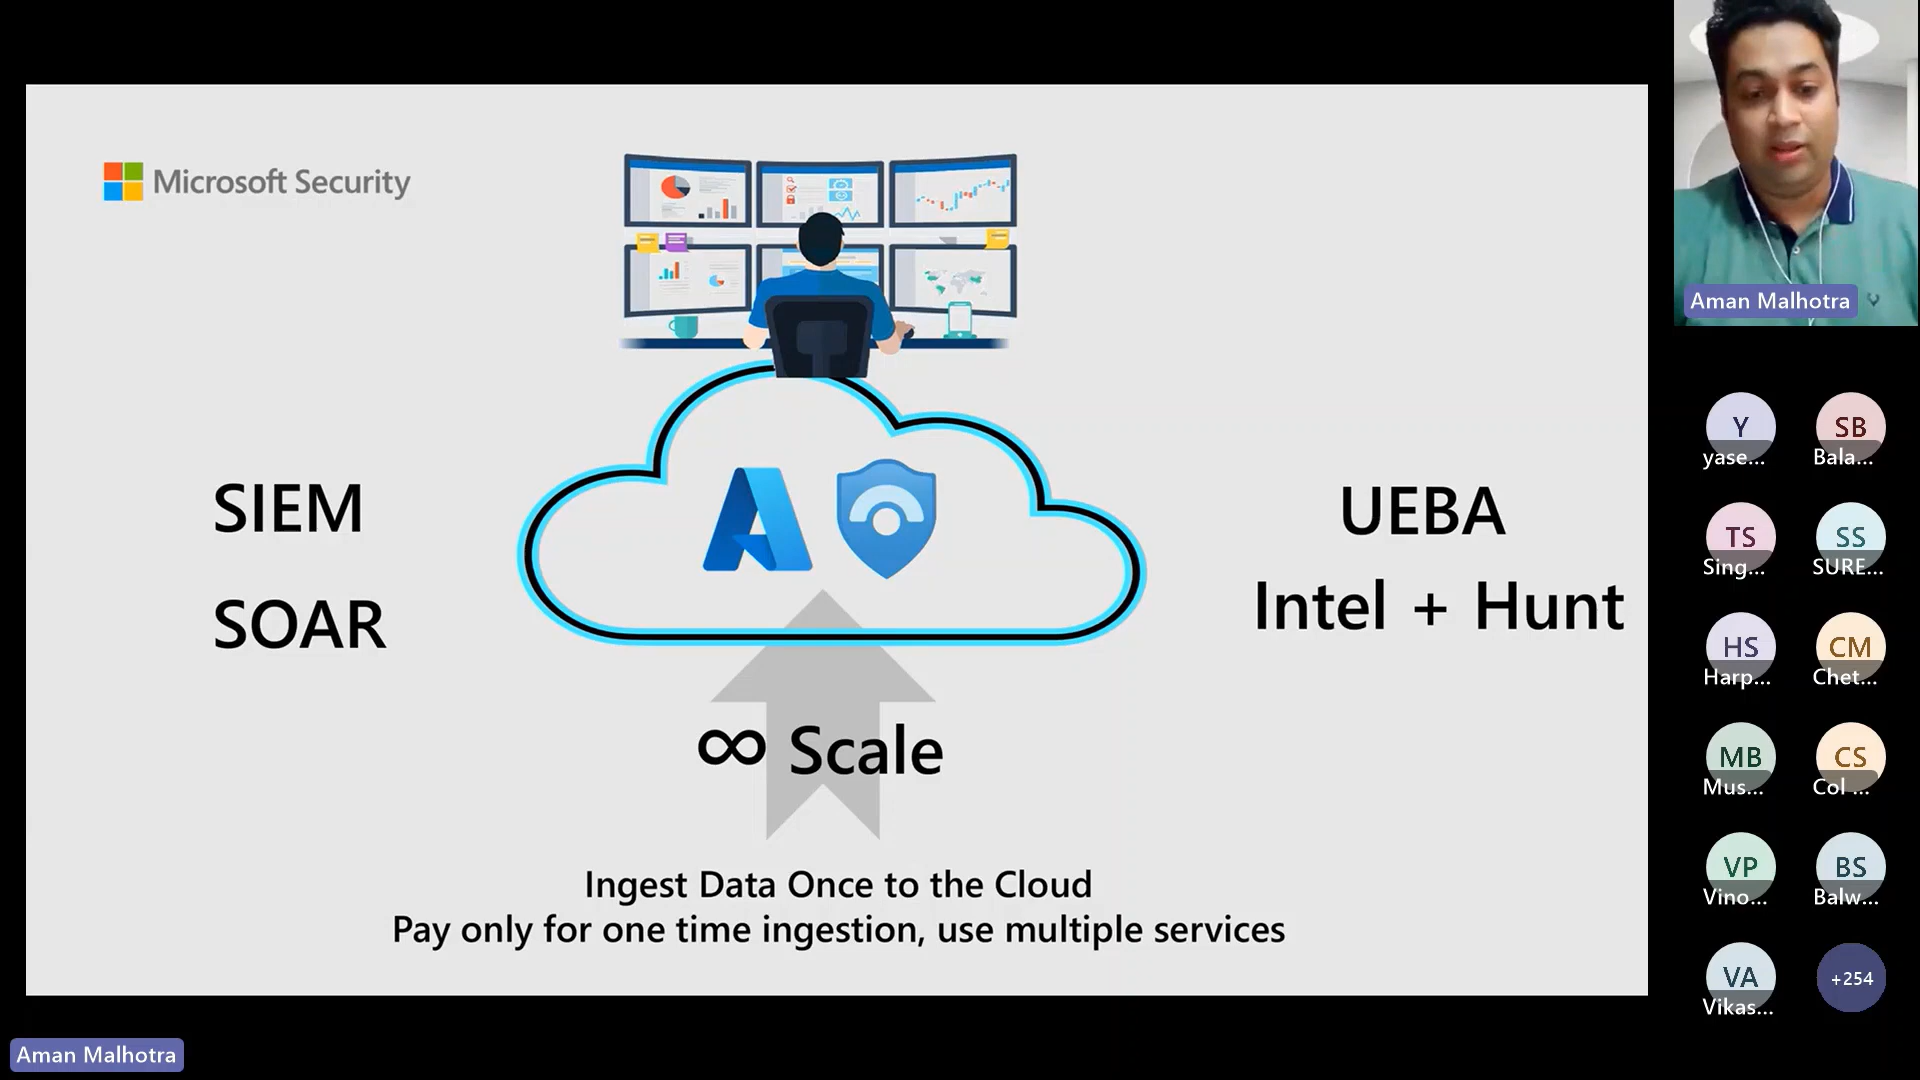 Microsoft Security
SIEM
SOAR
UEBA
Intel + Hunt
∞ Scale
Ingest Data Once to the Cloud
Pay only for one time ingestion, use multiple services
Aman Malhotra
Aman Malhotra
Y
yase...
SB
Bala...
TS
Sing...
SS
SURE...
HS
Harp...
CM
Chet...
MB
Mus...
CS
Col ...
VP
Vino...
BS
Balw...
VA
Vikas...
+254